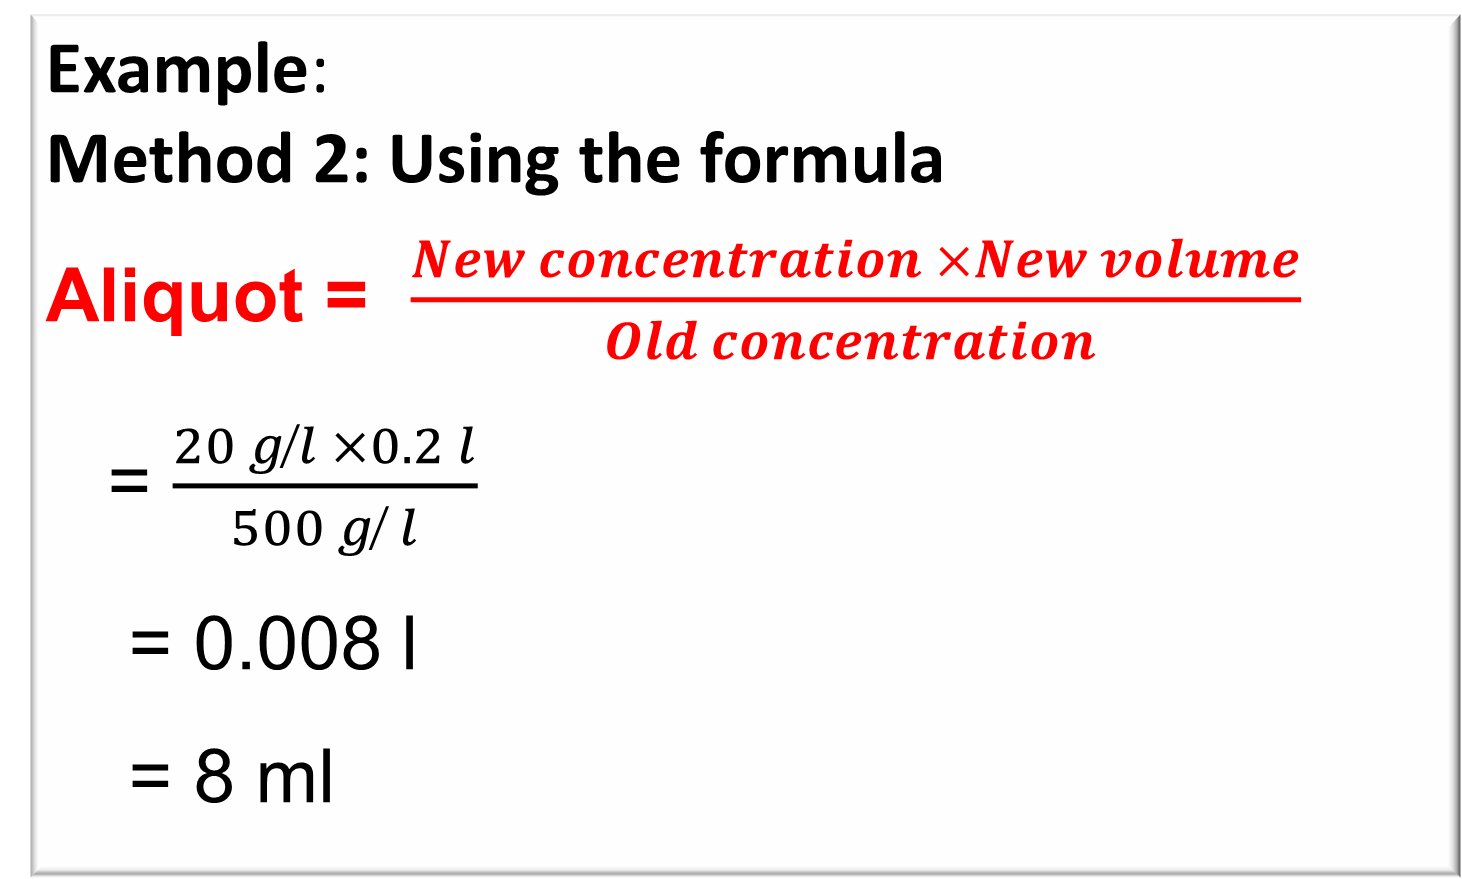 Example:
Method 2: Using the formula
Aliquot = New concentration ×New volume / Old concentration
= 20 g/l ×0.2 l / 500 g/ l
= 0.008 l
= 8 ml